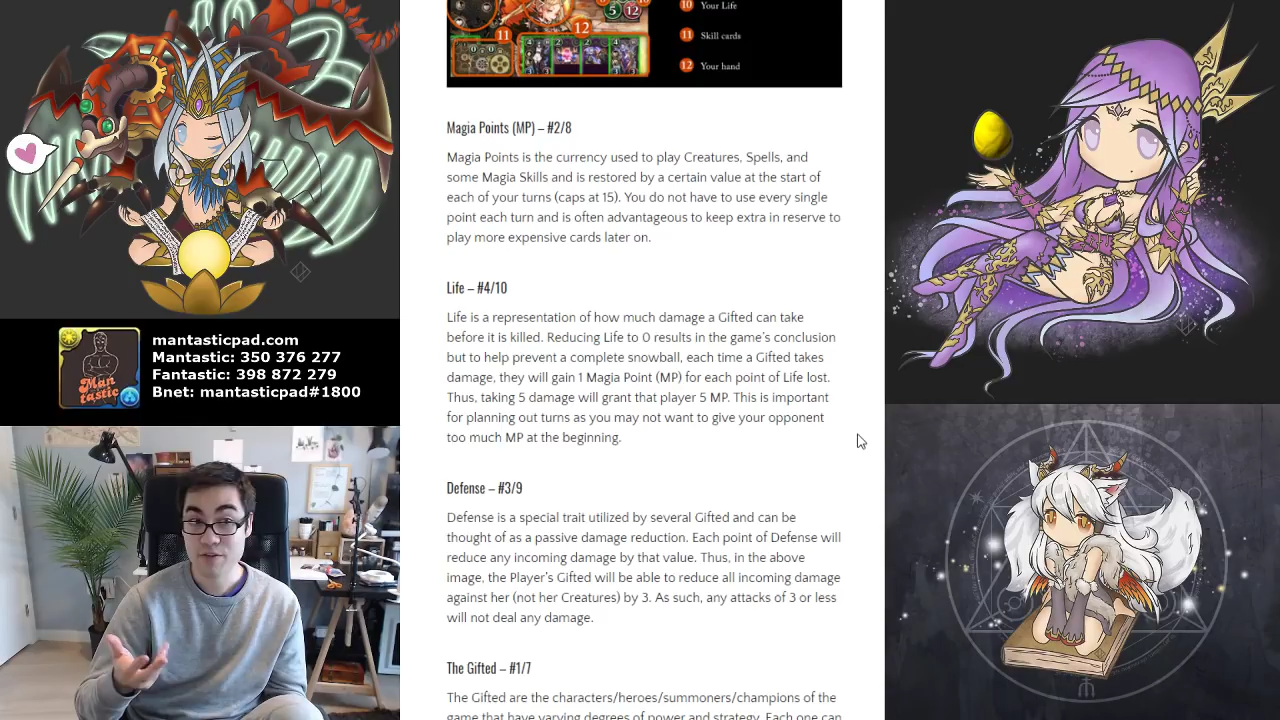 10 Your Life
11 Skill cards
12 Your hand
5 12
11
12
Magia Points (MP) – #2/8
Magia Points is the currency used to play Creatures, Spells, and
some Magia Skills and is restored by a certain value at the start of
each of your turns (caps at 15). You do not have to use every single
point each turn and is often advantageous to keep extra in reserve to
play more expensive cards later on.
Life – #4/10
Life is a representation of how much damage a Gifted can take
before it is killed. Reducing Life to 0 results in the game's conclusion
but to help prevent a complete snowball, each time a Gifted takes
damage, they will gain 1 Magia Point (MP) for each point of Life lost.
Thus, taking 5 damage will grant that player 5 MP. This is important
for planning out turns as you may not want to give your opponent
too much MP at the beginning.
Defense – #3/9
Defense is a special trait utilized by several Gifted and can be
thought of as a passive damage reduction. Each point of Defense will
reduce any incoming damage by that value. Thus, in the above
image, the Player's Gifted will be able to reduce all incoming damage
against her (not her Creatures) by 3. As such, any attacks of 3 or less
will not deal any damage.
The Gifted – #1/7
The Gifted are the characters/heroes/summoners/champions of the
game that have varying degrees of power and strategy. Each one can
Man
tastic
mantasticpad.com
Mantastic: 350 376 277
Fantastic: 398 872 279
Bnet: mantasticpad#1800